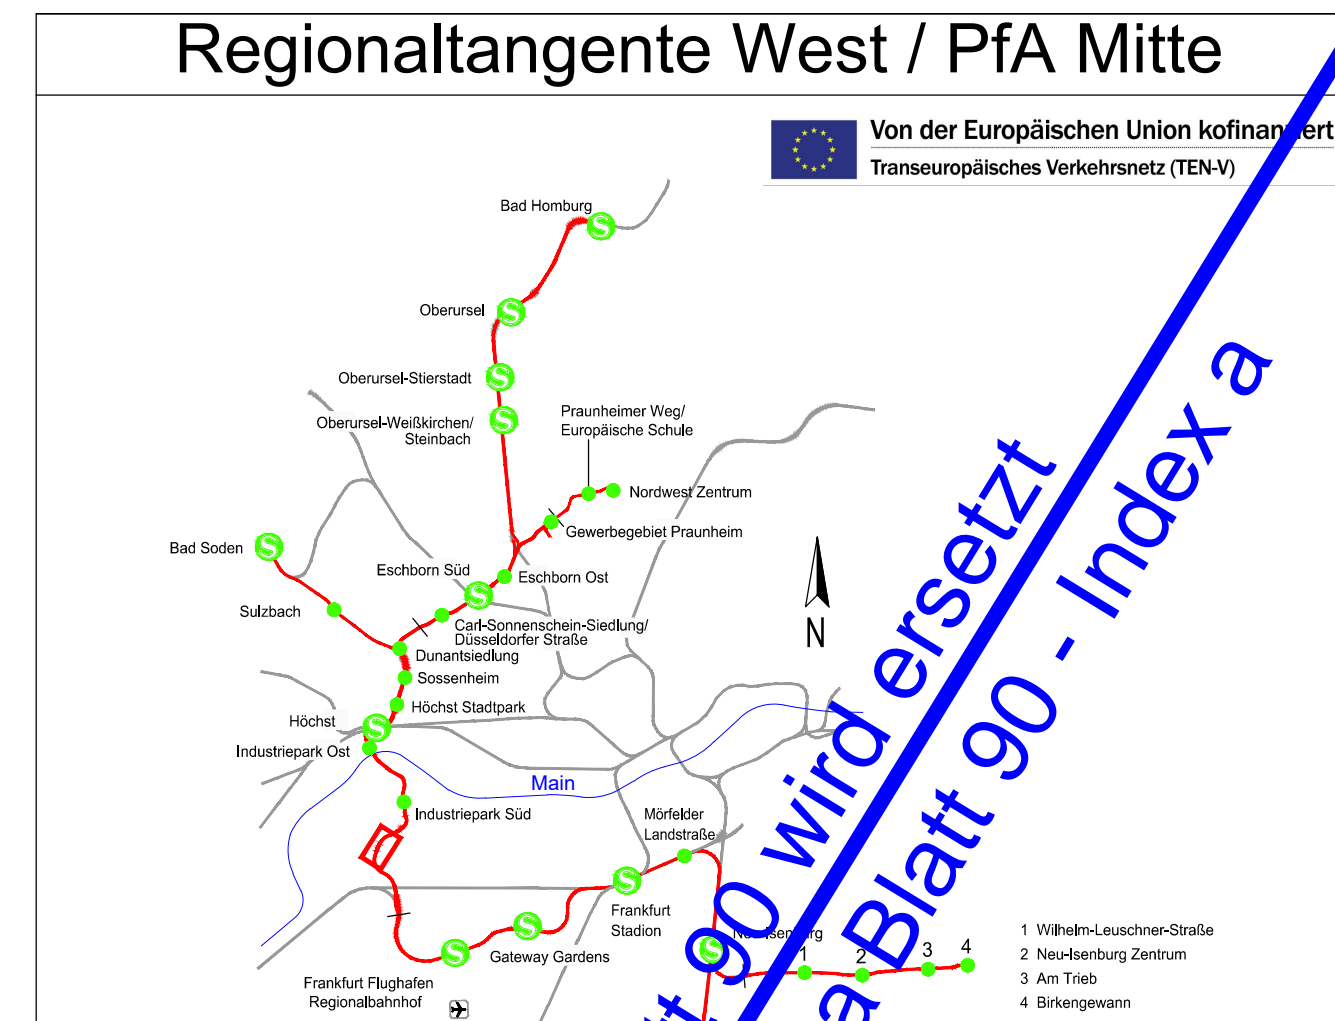 Regionaltangente West / PfA Mitte
Von der Europäischen Union kofinanziert
Transeuropäisches Verkehrsnetz (TEN-V)
Bad Homburg
Oberursel
Oberursel-Stierstadt
Oberursel-Weißkirchen/
Steinbach
Praunheimer Weg/
Europäische Schule
Nordwest Zentrum
Gewerbegebiet Praunheim
Bad Soden
Eschborn Süd
Eschborn Ost
Sulzbach
Carl-Sonnenschein-Siedlung/
Düsseldorfer Straße
Dunantsiedlung
Sossenheim
Höchst Stadtpark
Höchst
Industriepark Ost
Main
Industriepark Süd
Mörfelder
Landstraße
N
Frankfurt
Stadion
Gateway Gardens
Frankfurt Flughafen
Regionalbahnhof
Neu-Isenburg
1
2
3
4
1 Wilhelm-Leuschner-Straße
2 Neu-Isenburg Zentrum
3 Am Trieb
4 Birkengewann
90 wird ersetzt
Blatt 90 - Index a